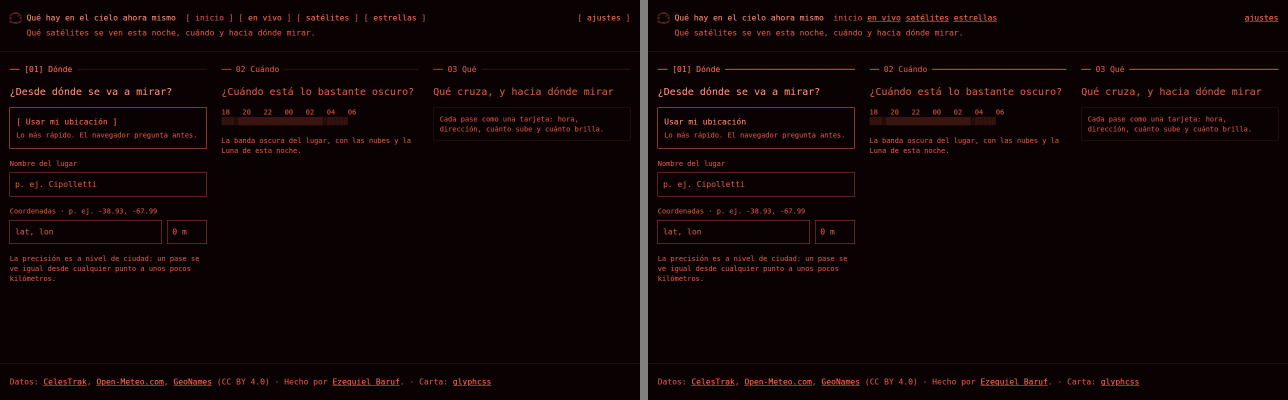 Qué hay en el cielo ahora mismo [ inicio ] [ en vivo ] [ satélites ] [ estrellas ] [ ajustes ]
Qué satélites se ven esta noche, cuándo y hacia dónde mirar.
[01] Dónde
¿Desde dónde se va a mirar?
[ Usar mi ubicación ]
Lo más rápido. El navegador pregunta antes.
Nombre del lugar
p. ej. Cipolletti
Coordenadas · p. ej. -38.93, -67.99
lat, lon 0 m
La precisión es a nivel de ciudad: un pase se
ve igual desde cualquier punto a unos pocos
kilómetros.
02 Cuándo
¿Cuándo está lo bastante oscuro?
18 20 22 00 02 04 06
La banda oscura del lugar, con las nubes y la
Luna de esta noche.
03 Qué
Qué cruza, y hacia dónde mirar
Cada pase como una tarjeta: hora,
dirección, cuánto sube y cuánto brilla.
Datos: CelesTrak, Open-Meteo.com, GeoNames (CC BY 4.0) · Hecho por Ezequiel Baruf. · Carta: glyphcss
Qué hay en el cielo ahora mismo inicio en vivo satélites estrellas ajustes
Qué satélites se ven esta noche, cuándo y hacia dónde mirar.
[01] Dónde
¿Desde dónde se va a mirar?
Usar mi ubicación
Lo más rápido. El navegador pregunta antes.
Nombre del lugar
p. ej. Cipolletti
Coordenadas · p. ej. -38.93, -67.99
lat, lon 0 m
La precisión es a nivel de ciudad: un pase se
ve igual desde cualquier punto a unos pocos
kilómetros.
02 Cuándo
¿Cuándo está lo bastante oscuro?
18 20 22 00 02 04 06
La banda oscura del lugar, con las nubes y la
Luna de esta noche.
03 Qué
Qué cruza, y hacia dónde mirar
Cada pase como una tarjeta: hora,
dirección, cuánto sube y cuánto brilla.
Datos: CelesTrak, Open-Meteo.com, GeoNames (CC BY 4.0) · Hecho por Ezequiel Baruf. · Carta: glyphcss